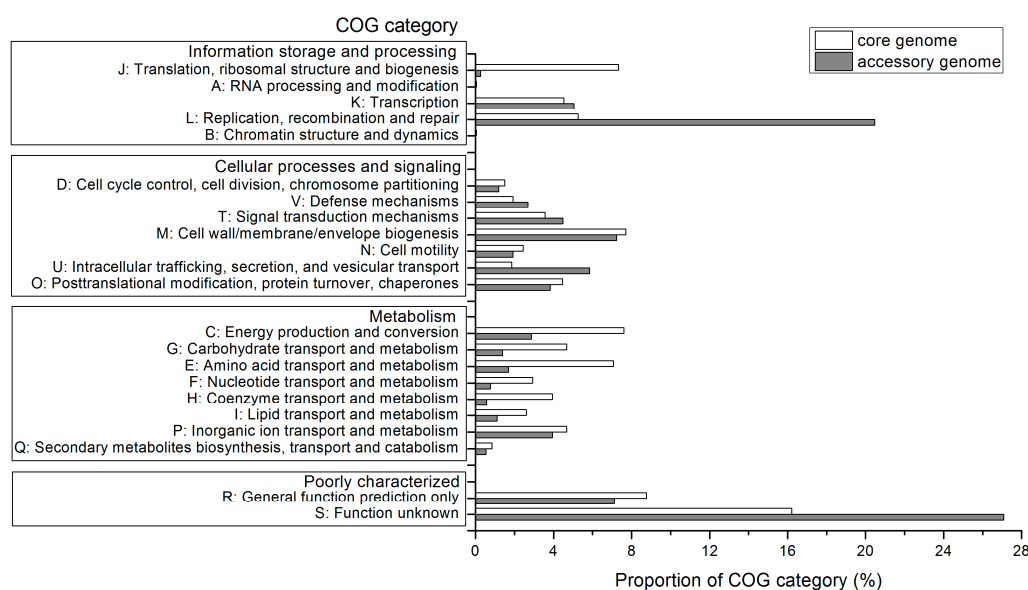 COG category
Information storage and processing
J: Translation, ribosomal structure and biogenesis
A: RNA processing and modification
K: Transcription
L: Replication, recombination and repair
B: Chromatin structure and dynamics
Cellular processes and signaling
D: Cell cycle control, cell division, chromosome partitioning
V: Defense mechanisms
T: Signal transduction mechanisms
M: Cell wall/membrane/envelope biogenesis
N: Cell motility
U: Intracellular trafficking, secretion, and vesicular transport
O: Posttranslational modification, protein turnover, chaperones
Metabolism
C: Energy production and conversion
G: Carbohydrate transport and metabolism
E: Amino acid transport and metabolism
F: Nucleotide transport and metabolism
H: Coenzyme transport and metabolism
I: Lipid transport and metabolism
P: Inorganic ion transport and metabolism
Q: Secondary metabolites biosynthesis, transport and catabolism
Poorly characterized
R: General function prediction only
S: Function unknown
core genome
accessory genome
0 4 8 12 16 20 24 28
Proportion of COG category (%)